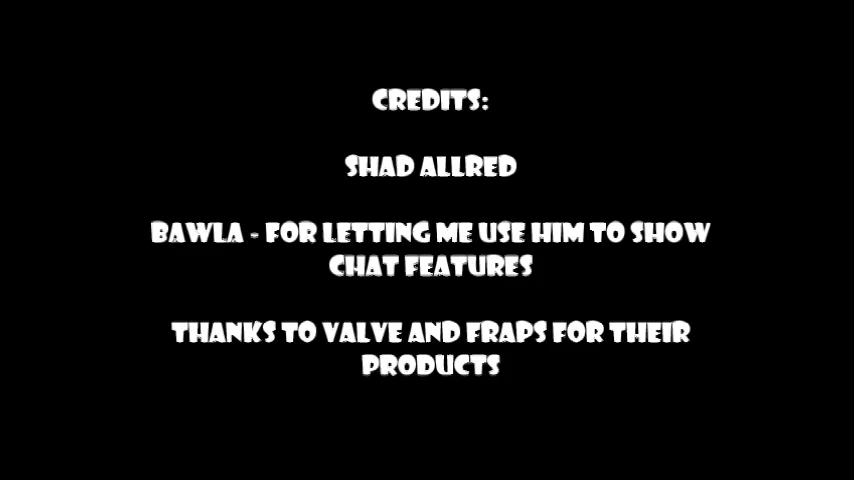 CREDITS:
SHAD ALLRED
BAWLA - FOR LETTING ME USE HIM TO SHOW
CHAT FEATURES
THANKS TO VALVE AND FRAPS FOR THEIR
PRODUCTS